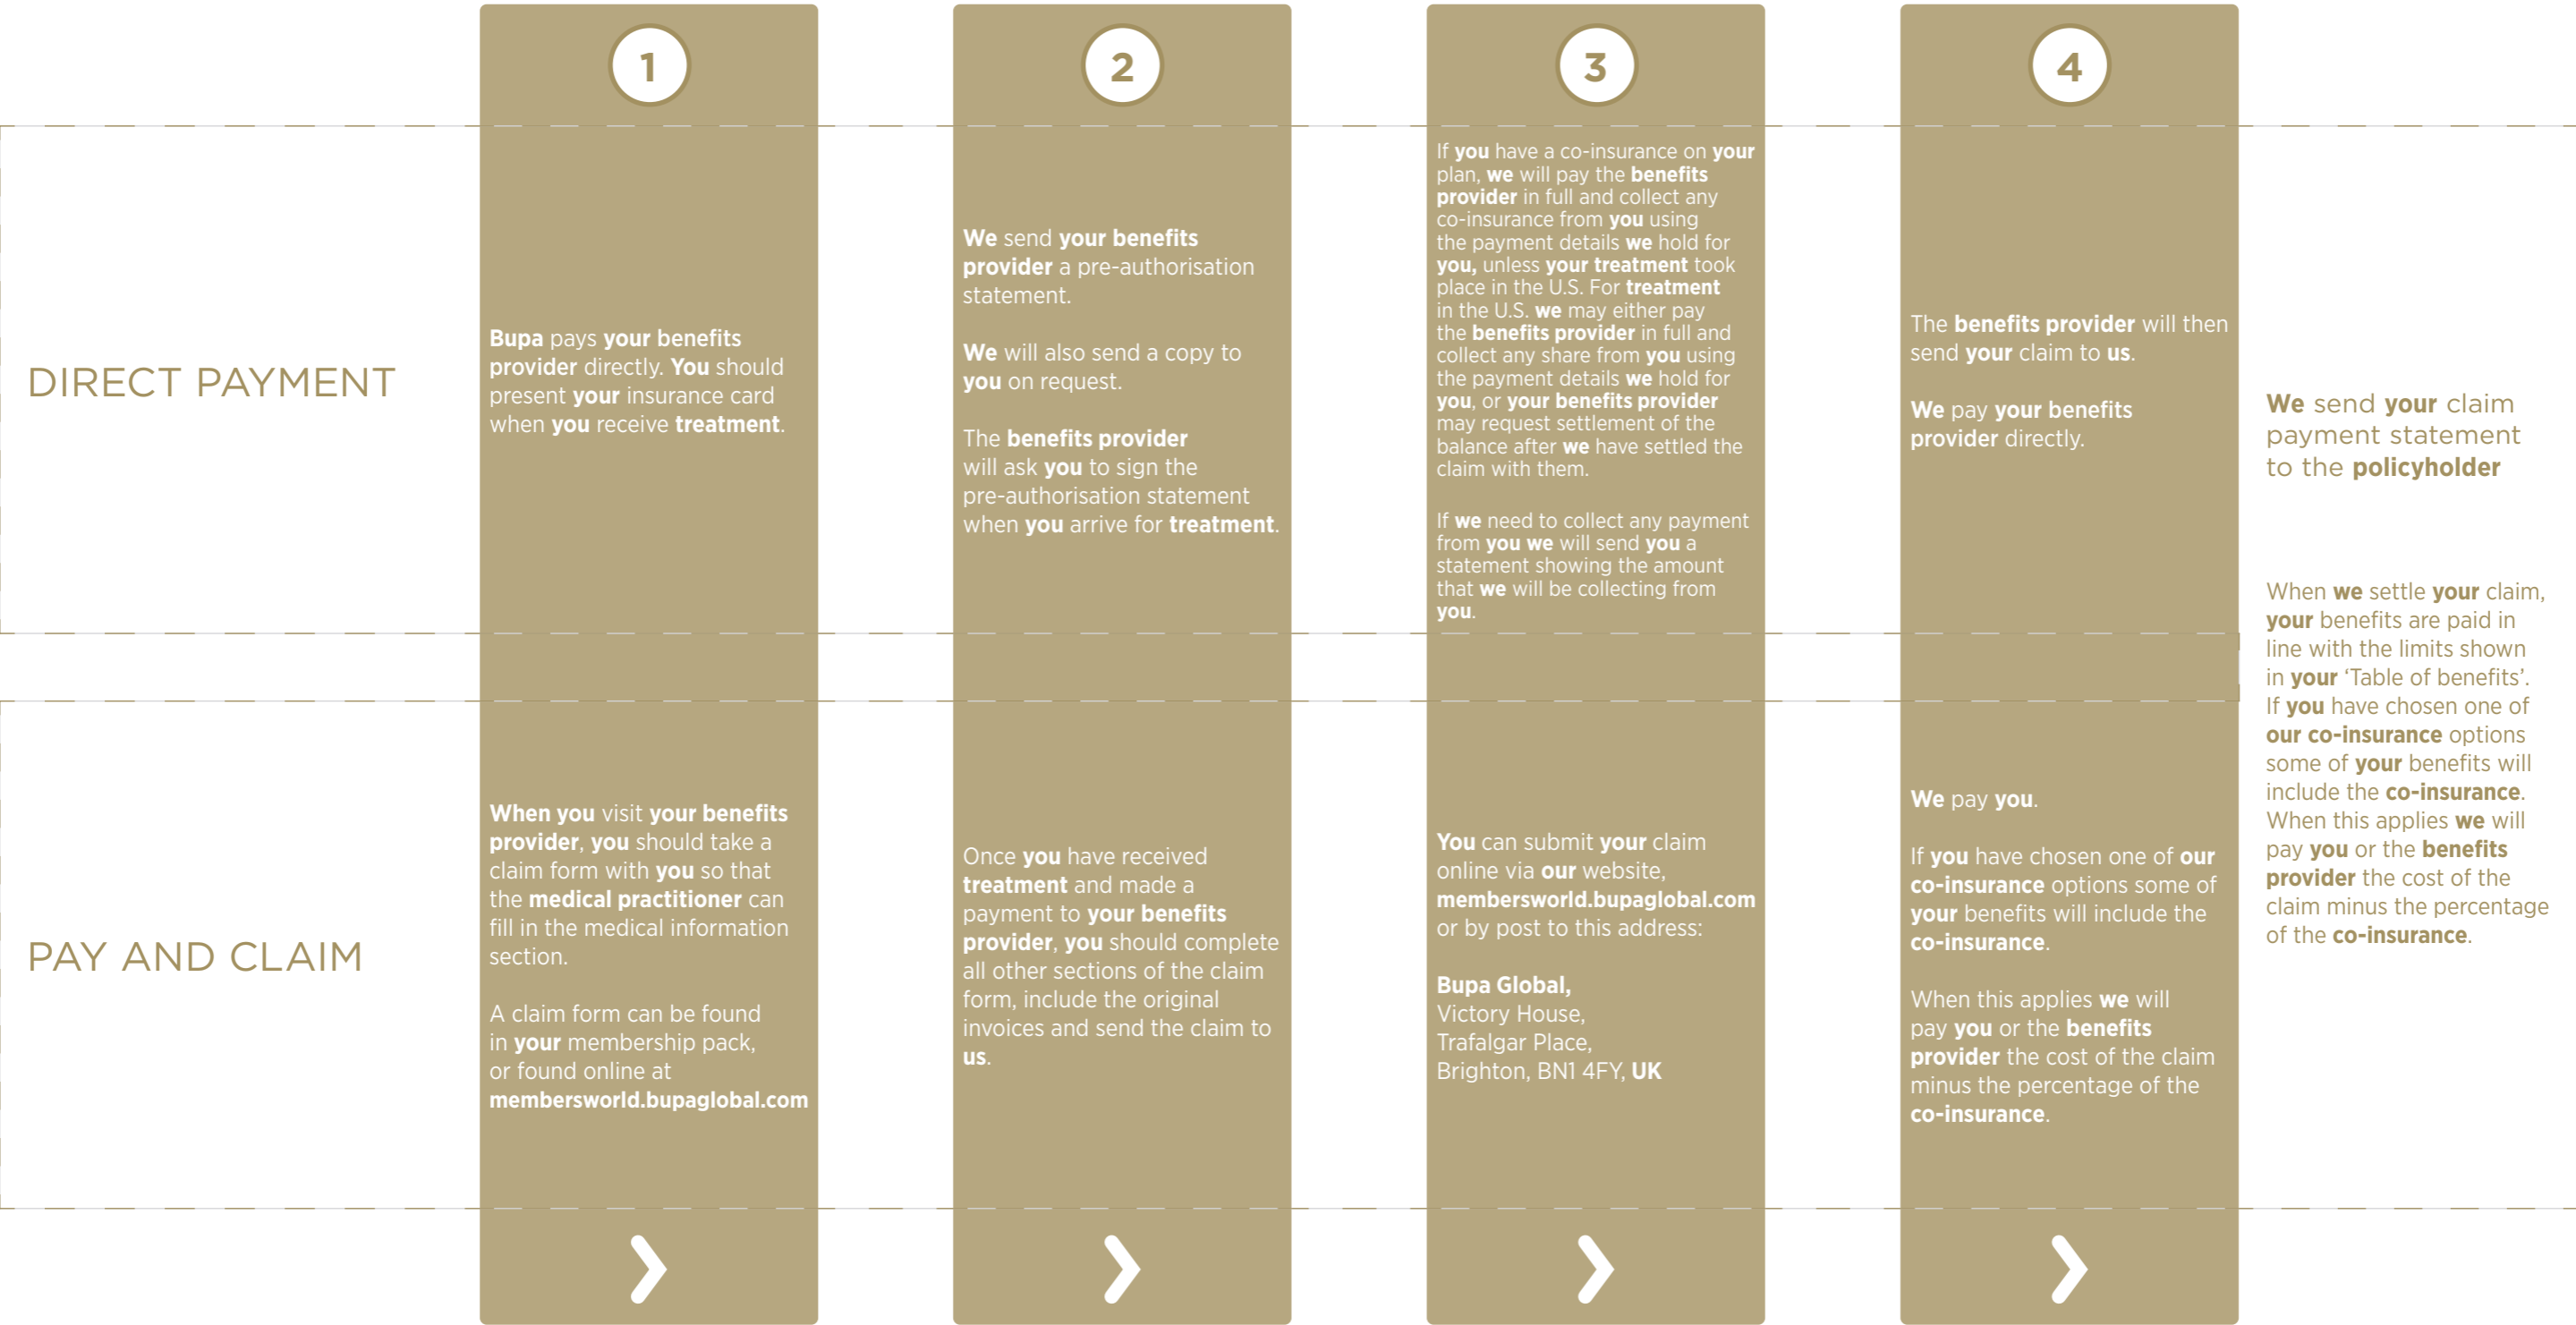 1
2
3
4
DIRECT PAYMENT
Bupa pays your benefits
provider directly. You should
present your insurance card
when you receive treatment.
We send your benefits
provider a pre-authorisation
statement.
We will also send a copy to
you on request.
The benefits provider
will ask you to sign the
pre-authorisation statement
when you arrive for treatment.
If you have a co-insurance on your
plan, we will pay the benefits
provider in full and collect any
co-insurance from you using
the payment details we hold for
you, unless your treatment took
place in the U.S. For treatment
in the U.S. we may either pay
the benefits provider in full and
collect any share from you using
the payment details we hold for
you, or your benefits provider
may request settlement of the
balance after we have settled the
claim with them.
If we need to collect any payment
from you we will send you a
statement showing the amount
that we will be collecting from
you.
The benefits provider will then
send your claim to us.
We pay your benefits
provider directly.
PAY AND CLAIM
When you visit your benefits
provider, you should take a
claim form with you so that
the medical practitioner can
fill in the medical information
section.
A claim form can be found
in your membership pack,
or found online at
membersworld.bupaglobal.com
Once you have received
treatment and made a
payment to your benefits
provider, you should complete
all other sections of the claim
form, include the original
invoices and send the claim to
us.
You can submit your claim
online via our website,
membersworld.bupaglobal.com
or by post to this address:
Bupa Global,
Victory House,
Trafalgar Place,
Brighton, BN1 4FY, UK
We pay you.
If you have chosen one of our
co-insurance options some of
your benefits will include the
co-insurance.
When this applies we will
pay you or the benefits
provider the cost of the claim
minus the percentage of the
co-insurance.
We send your claim
payment statement
to the policyholder
When we settle your claim,
your benefits are paid in
line with the limits shown
in your ‘Table of benefits’.
If you have chosen one of
our co-insurance options
some of your benefits will
include the co-insurance.
When this applies we will
pay you or the benefits
provider the cost of the
claim minus the percentage
of the co-insurance.